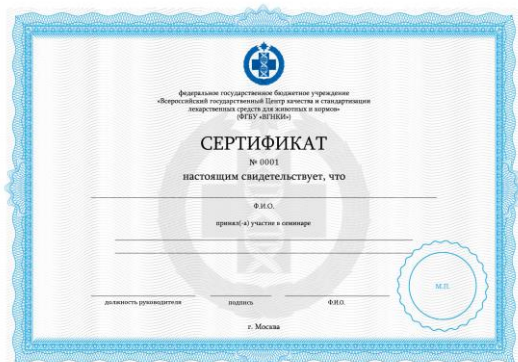 федеральное государственное бюджетное учреждение
«Всероссийский государственный Центр качества и стандартизации
лекарственных средств для животных и кормов»
(ФГБУ «ВГНКИ»)
СЕРТИФИКАТ
№ 0001
настоящим свидетельствует, что
Ф.И.О.
принял(-а) участие в семинаре
М.П.
должность руководителя подпись Ф.И.О.
г. Москва